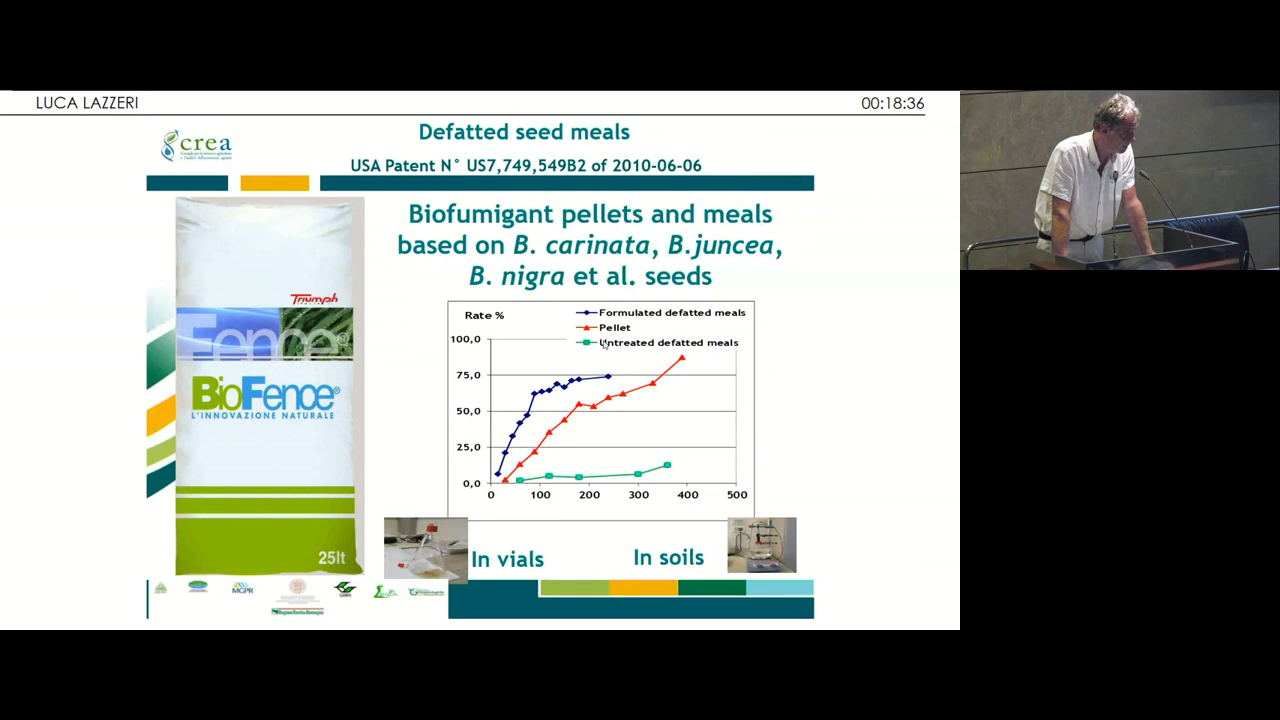 LUCA LAZZERI
00:18:36
crea
Defatted seed meals
USA Patent N° US7,749,549B2 of 2010-06-06
Biofumigant pellets and meals
based on B. carinata, B.juncea,
B. nigra et al. seeds
Triumph
Fence
BioFence®
L'INNOVAZIONE NATURALE
25lt
Rate %
Formulated defatted meals
Pellet
Untreated defatted meals
100,0
75,0
50,0
25,0
0,0
0 100 200 300 400 500
In vials
In soils
MGPR